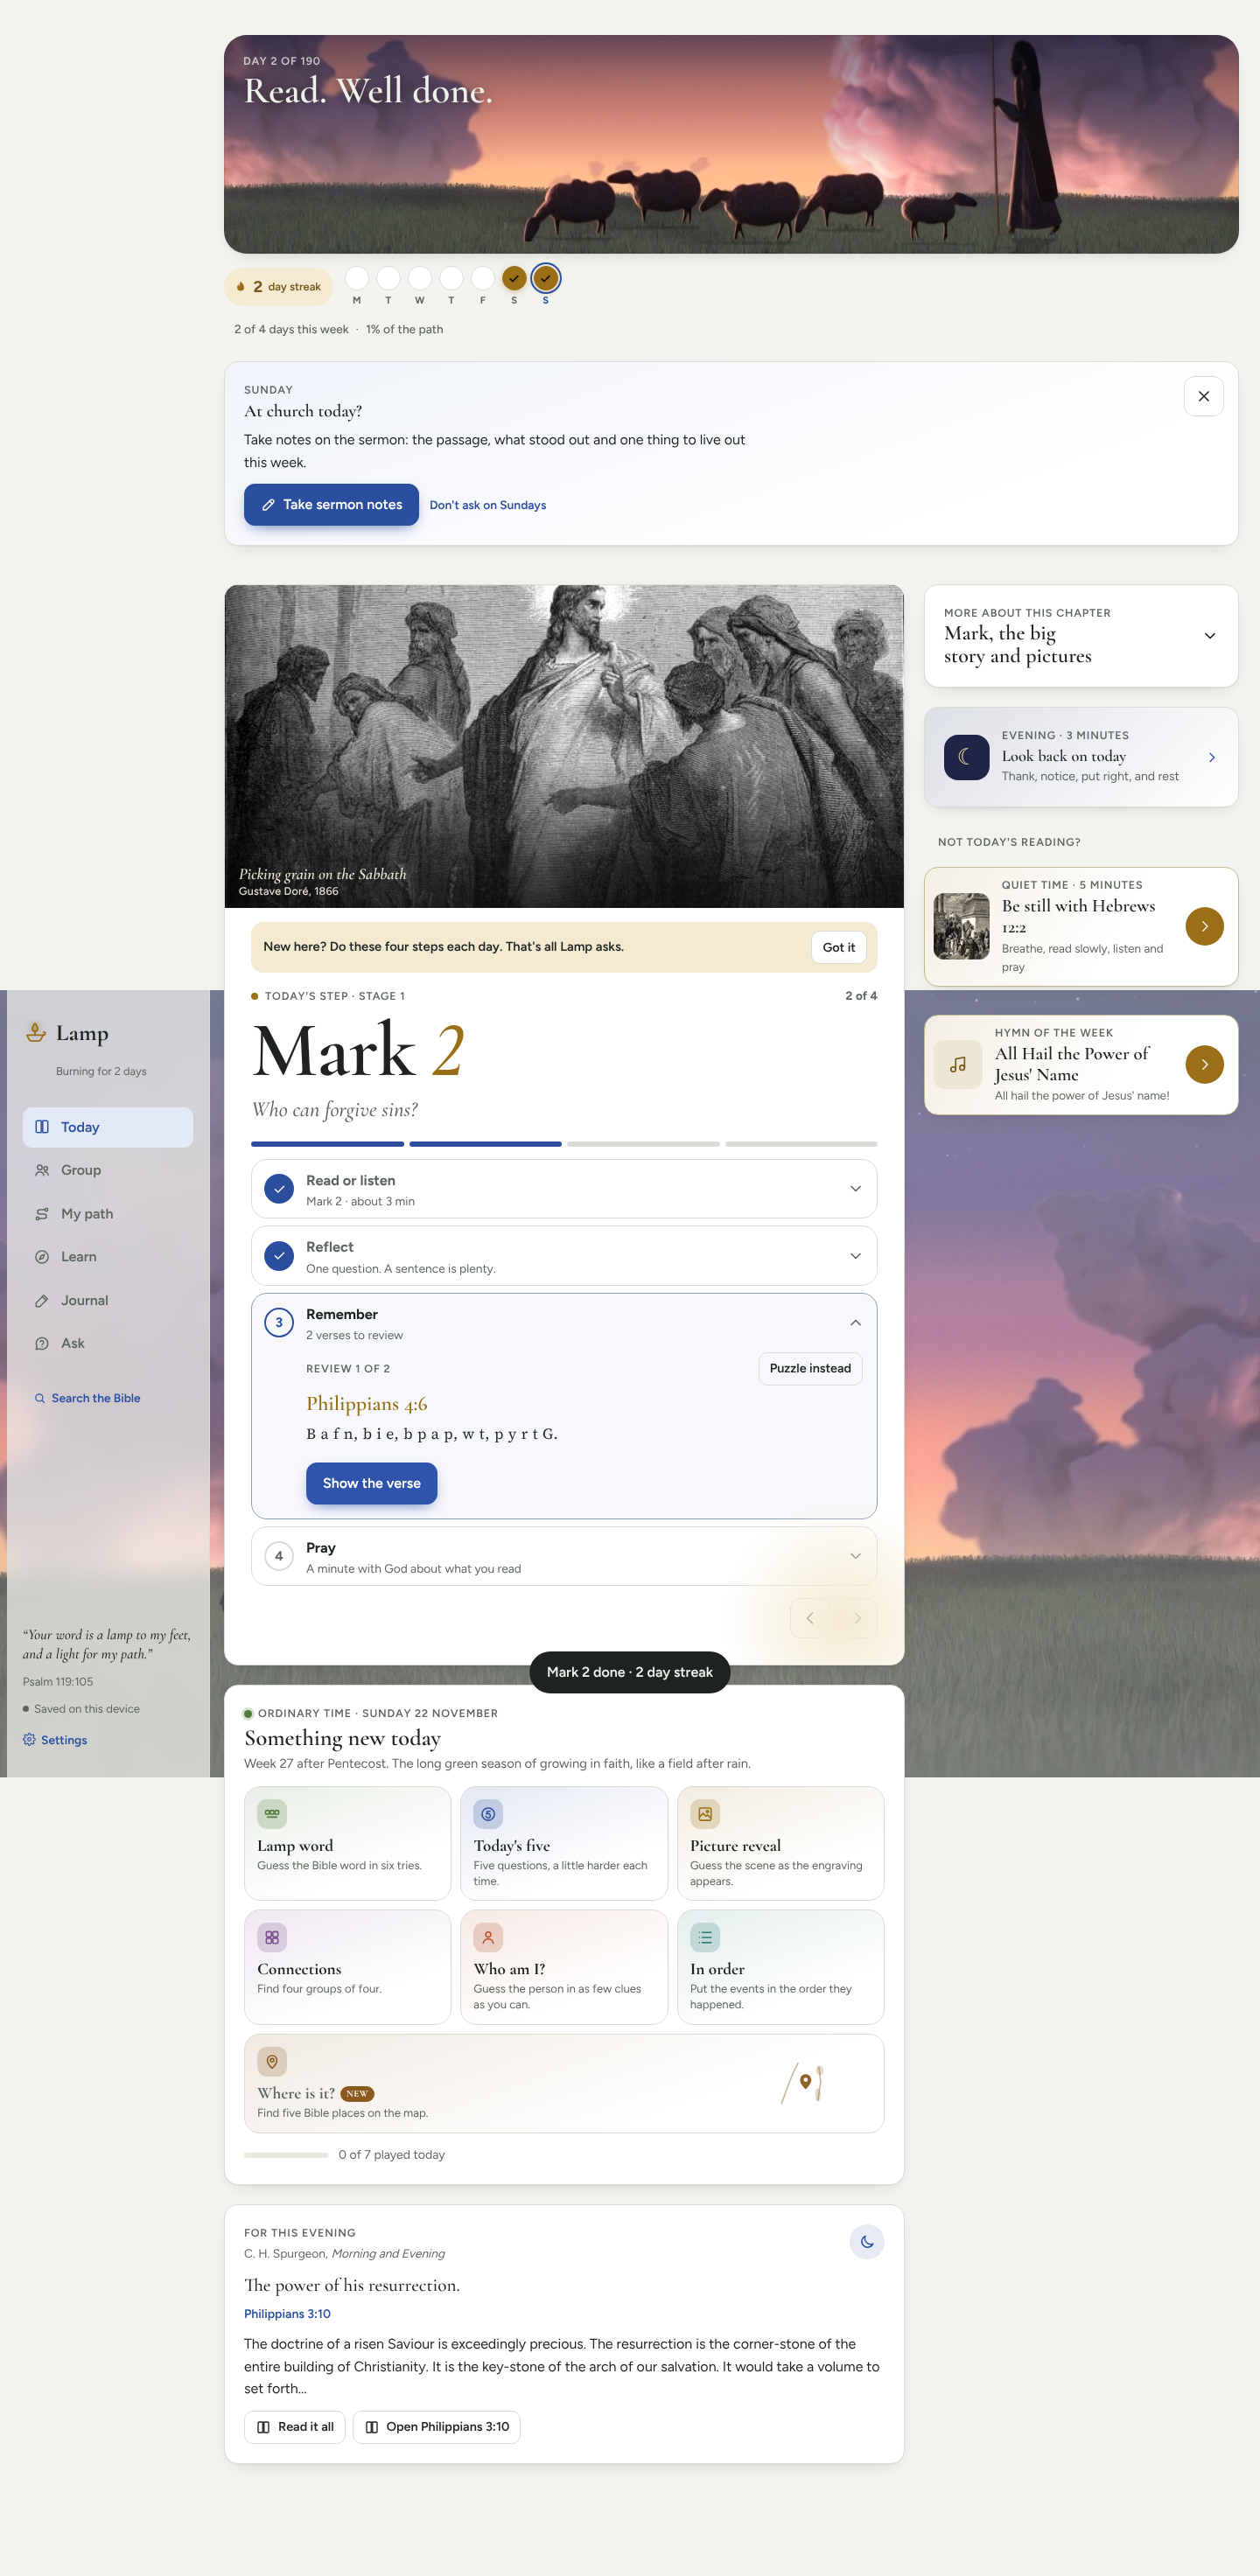 DAY 2 OF 190
Read. Well done.
2 day streak
M T W T F S S
2 of 4 days this week · 1% of the path
SUNDAY
At church today?
Take notes on the sermon: the passage, what stood out and one thing to live out
this week.
Take sermon notes
Don't ask on Sundays
Picking grain on the Sabbath
Gustave Doré, 1866
New here? Do these four steps each day. That's all Lamp asks.
Got it
TODAY'S STEP · STAGE 1
2 of 4
Mark 2
Who can forgive sins?
Read or listen
Mark 2 · about 3 min
Reflect
One question. A sentence is plenty.
3
Remember
2 verses to review
REVIEW 1 OF 2
Puzzle instead
Philippians 4:6
B a f n, b i e, b p a p, w t, p y r t G.
Show the verse
4
Pray
A minute with God about what you read
Mark 2 done · 2 day streak
MORE ABOUT THIS CHAPTER
Mark, the big
story and pictures
EVENING · 3 MINUTES
Look back on today
Thank, notice, put right, and rest
NOT TODAY'S READING?
QUIET TIME · 5 MINUTES
Be still with Hebrews
12:2
Breathe, read slowly, listen and
pray
HYMN OF THE WEEK
All Hail the Power of
Jesus' Name
All hail the power of Jesus' name!
Lamp
Burning for 2 days
Today
Group
My path
Learn
Journal
Ask
Search the Bible
“Your word is a lamp to my feet,
and a light for my path.”
Psalm 119:105
Saved on this device
Settings
ORDINARY TIME · SUNDAY 22 NOVEMBER
Something new today
Week 27 after Pentecost. The long green season of growing in faith, like a field after rain.
Lamp word
Guess the Bible word in six tries.
5
Today's five
Five questions, a little harder each
time.
Picture reveal
Guess the scene as the engraving
appears.
Connections
Find four groups of four.
Who am I?
Guess the person in as few clues
as you can.
In order
Put the events in the order they
happened.
Where is it? NEW
Find five Bible places on the map.
0 of 7 played today
FOR THIS EVENING
C. H. Spurgeon, Morning and Evening
The power of his resurrection.
Philippians 3:10
The doctrine of a risen Saviour is exceedingly precious. The resurrection is the corner-stone of the
entire building of Christianity. It is the key-stone of the arch of our salvation. It would take a volume to
set forth…
Read it all
Open Philippians 3:10